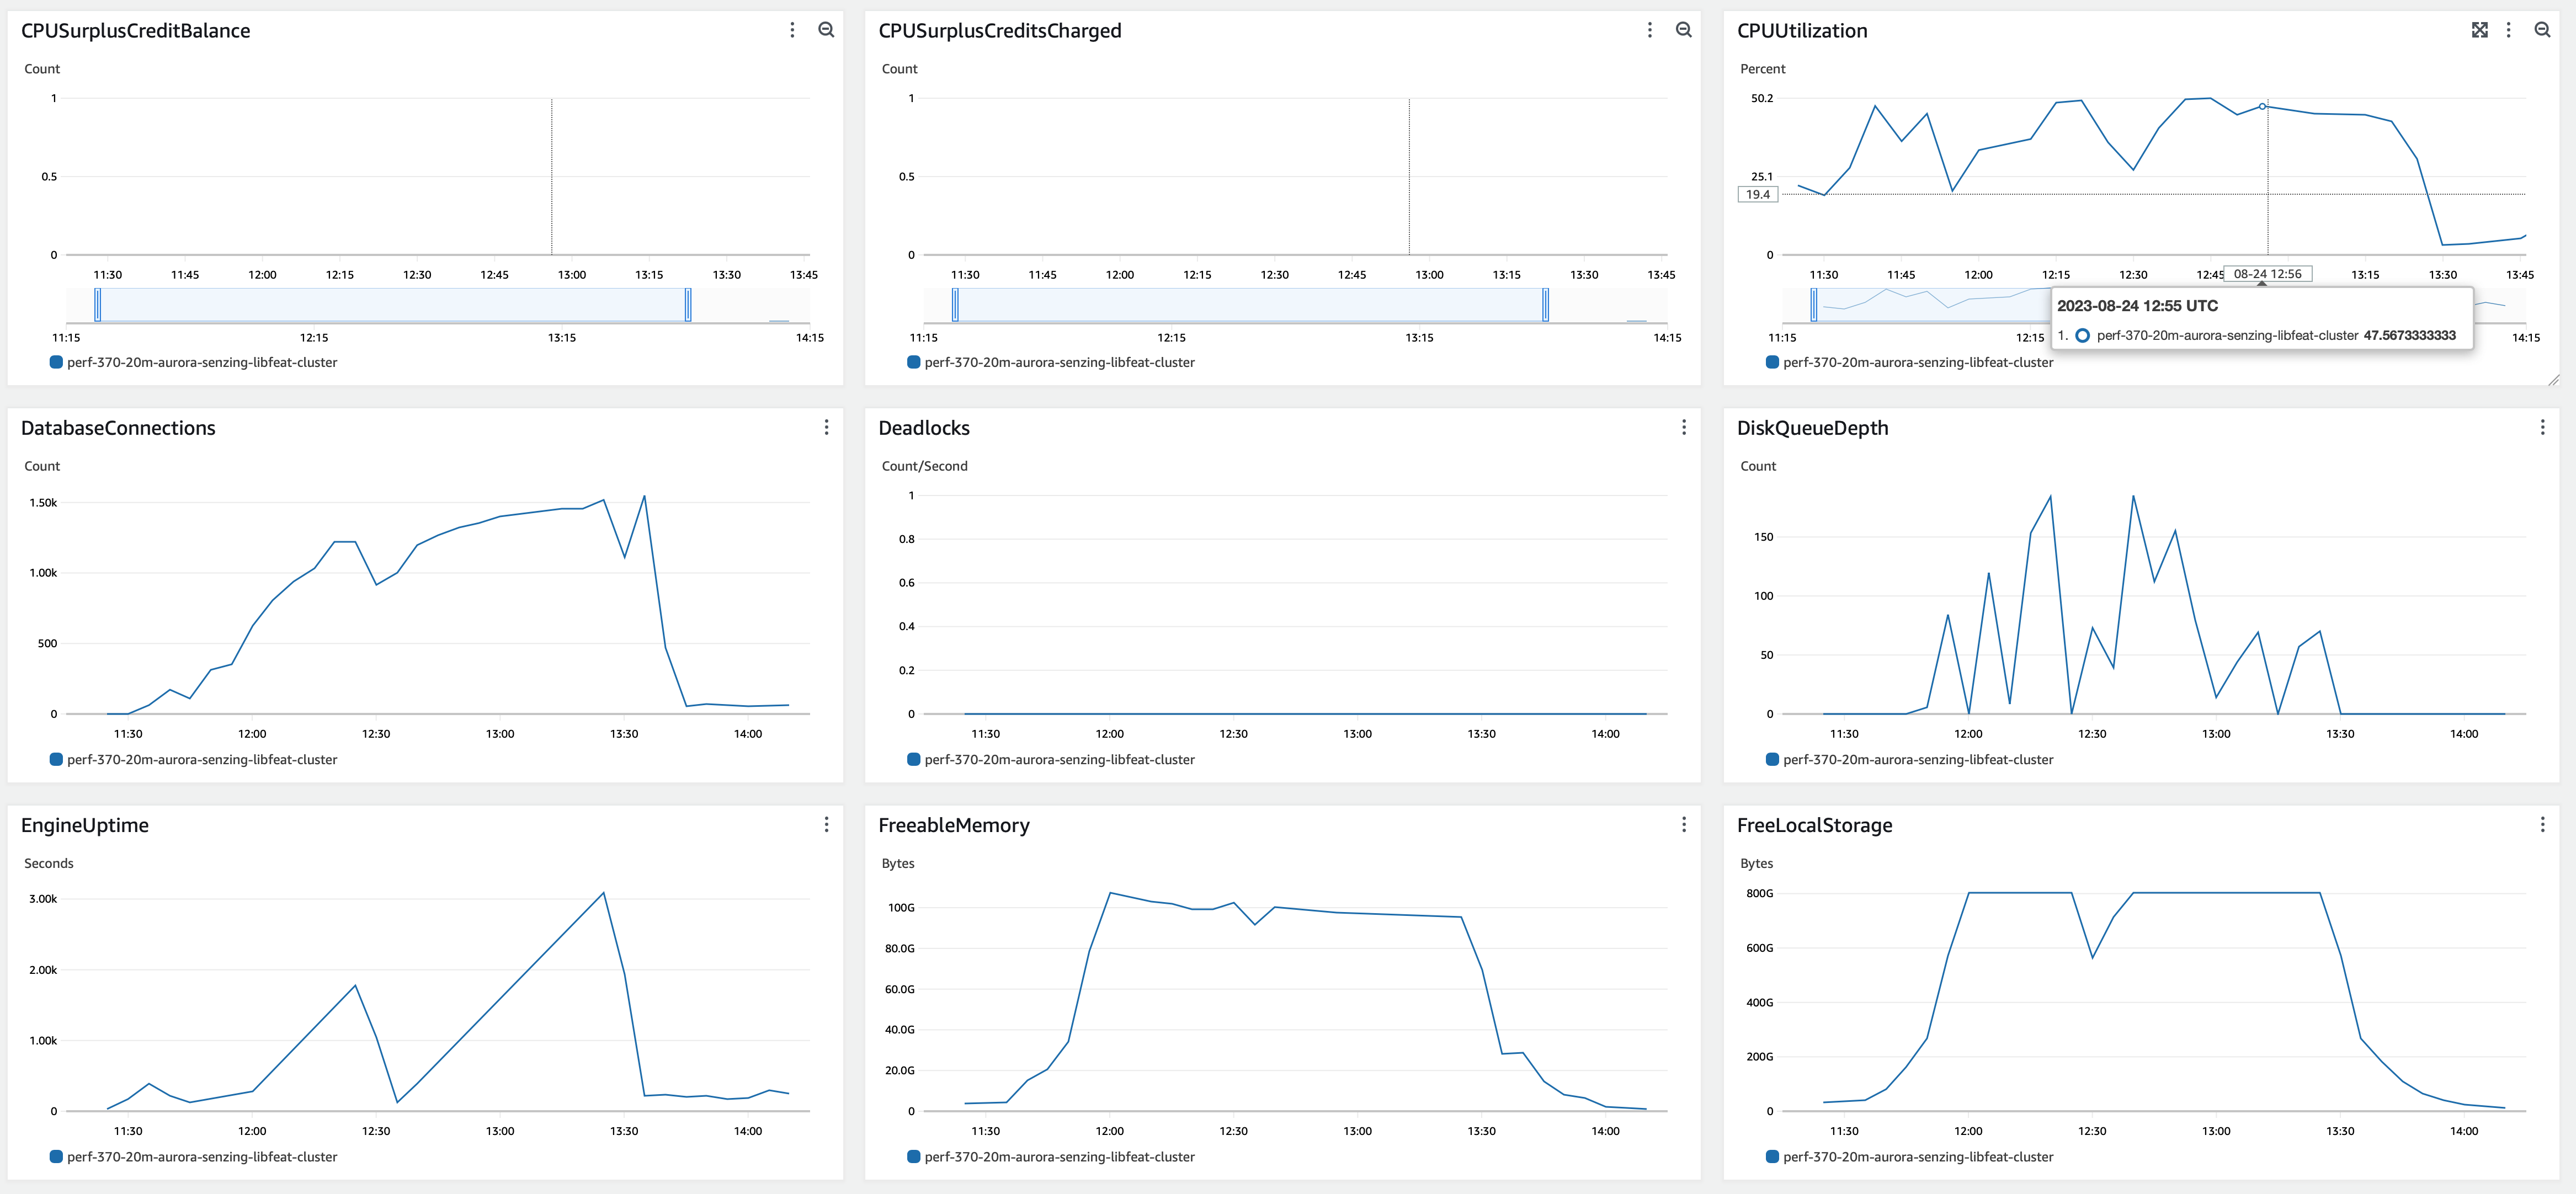 CPUSurplusCreditBalance
Count
1
0.5
0
11:30 11:45 12:00 12:15 12:30 12:45 13:00 13:15 13:30 13:45
11:15 12:15 13:15 14:15
perf-370-20m-aurora-senzing-libfeat-cluster
CPUSurplusCreditsCharged
Count
1
0.5
0
11:30 11:45 12:00 12:15 12:30 12:45 13:00 13:15 13:30 13:45
11:15 12:15 13:15 14:15
perf-370-20m-aurora-senzing-libfeat-cluster
CPUUtilization
Percent
50.2
25.1
19.4
0
11:30 11:45 12:00 12:15 12:30 12:45 08-24 12:56 13:15 13:30 13:45
2023-08-24 12:55 UTC
1. perf-370-20m-aurora-senzing-libfeat-cluster 47.5673333333
11:15 12:15 14:15
perf-370-20m-aurora-senzing-libfeat-cluster
DatabaseConnections
Count
1.50k
1.00k
500
0
11:30 12:00 12:30 13:00 13:30 14:00
perf-370-20m-aurora-senzing-libfeat-cluster
Deadlocks
Count/Second
1
0.8
0.6
0.4
0.2
0
11:30 12:00 12:30 13:00 13:30 14:00
perf-370-20m-aurora-senzing-libfeat-cluster
DiskQueueDepth
Count
150
100
50
0
11:30 12:00 12:30 13:00 13:30 14:00
perf-370-20m-aurora-senzing-libfeat-cluster
EngineUptime
Seconds
3.00k
2.00k
1.00k
0
11:30 12:00 12:30 13:00 13:30 14:00
perf-370-20m-aurora-senzing-libfeat-cluster
FreeableMemory
Bytes
100G
80.0G
60.0G
40.0G
20.0G
0
11:30 12:00 12:30 13:00 13:30 14:00
perf-370-20m-aurora-senzing-libfeat-cluster
FreeLocalStorage
Bytes
800G
600G
400G
200G
0
11:30 12:00 12:30 13:00 13:30 14:00
perf-370-20m-aurora-senzing-libfeat-cluster